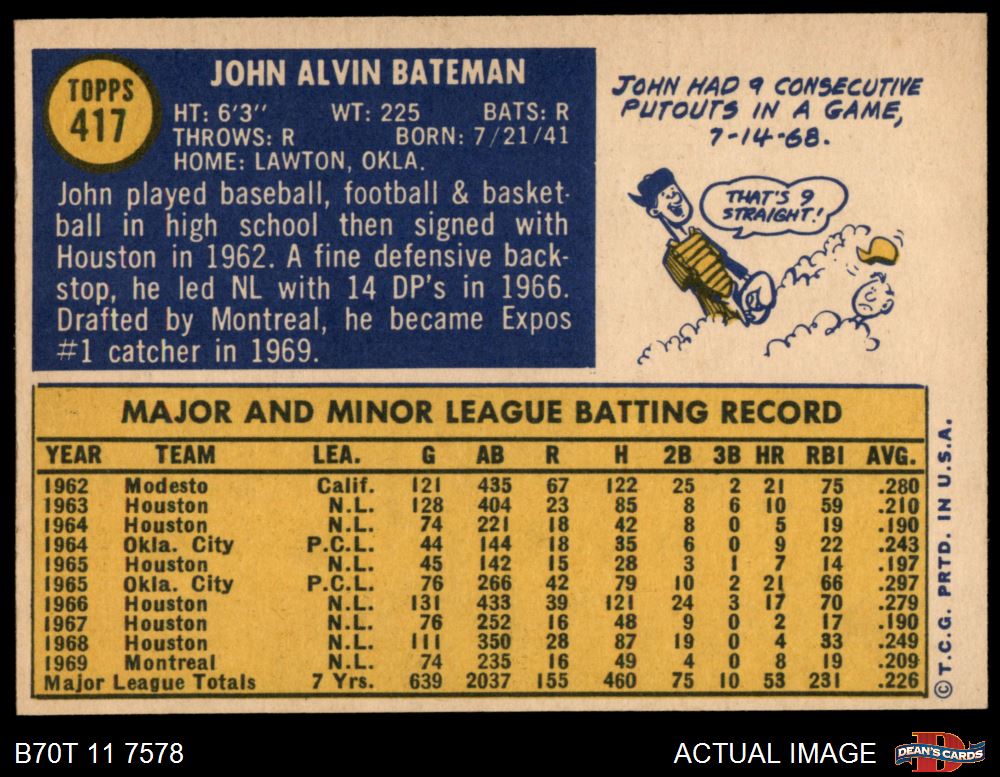 TOPPS
417
JOHN ALVIN BATEMAN
HT: 6'3'' WT: 225 BATS: R
THROWS: R BORN: 7/21/41
HOME: LAWTON, OKLA.
John played baseball, football & basket-
ball in high school then signed with
Houston in 1962. A fine defensive back-
stop, he led NL with 14 DP's in 1966.
Drafted by Montreal, he became Expos
#1 catcher in 1969.
JOHN HAD 9 CONSECUTIVE
PUTOUTS IN A GAME,
7-14-68.
THAT'S 9
STRAIGHT!
MAJOR AND MINOR LEAGUE BATTING RECORD
YEAR TEAM LEA. G AB R H 2B 3B HR RBI AVG.
1962 Modesto Calif. 121 435 67 122 25 2 21 75 .280
1963 Houston N.L. 128 404 23 85 8 6 10 59 .210
1964 Houston N.L. 74 221 18 42 8 0 5 19 .190
1964 Okla. City P.C.L. 44 144 18 35 6 0 9 22 .243
1965 Houston N.L. 45 142 15 28 3 1 7 14 .197
1965 Okla. City P.C.L. 76 266 42 79 10 2 21 66 .297
1966 Houston N.L. 131 433 39 121 24 3 17 70 .279
1967 Houston N.L. 76 252 16 48 9 0 2 17 .190
1968 Houston N.L. 111 350 28 87 19 0 4 33 .249
1969 Montreal N.L. 74 235 16 49 4 0 8 19 .209
Major League Totals 7 Yrs. 639 2037 155 460 75 10 53 231 .226
© T.C.G. PRTD. IN U.S.A.
B70T 11 7578
ACTUAL IMAGE
D
DEAN'S CARDS